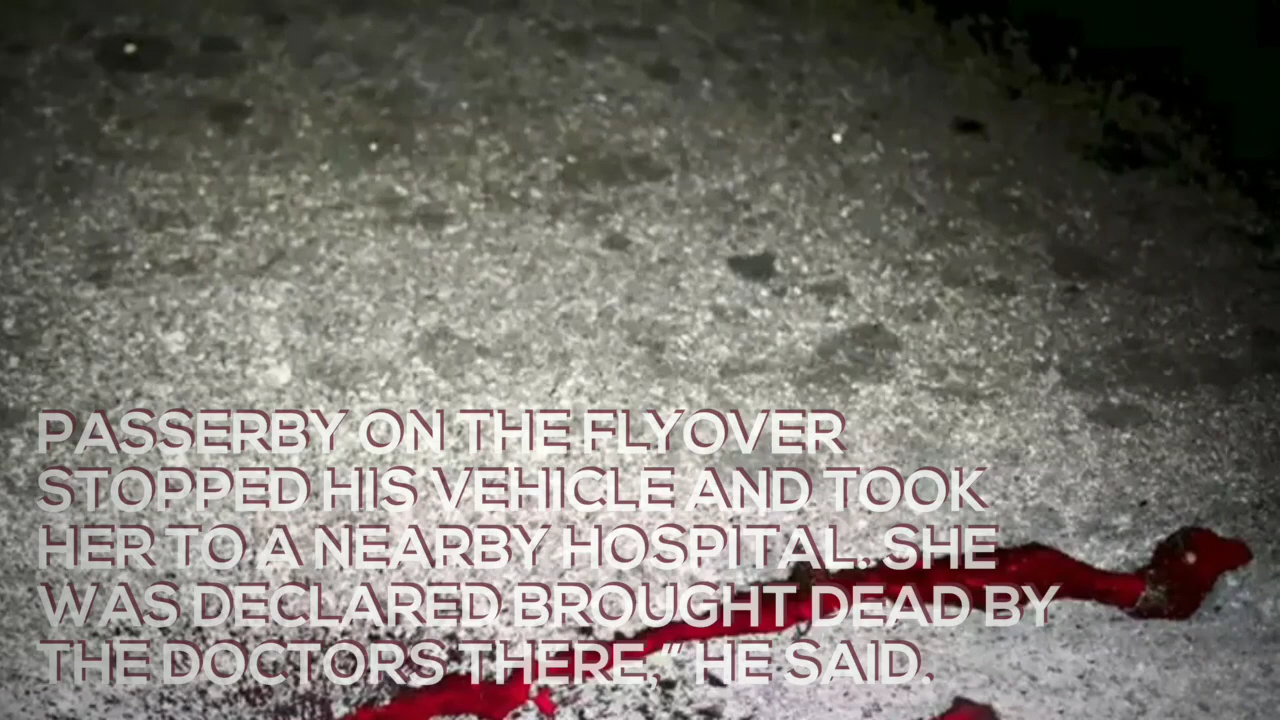 PASSERBY ON THE FLYOVER
STOPPED HIS VEHICLE AND TOOK
HER TO A NEARBY HOSPITAL. SHE
WAS DECLARED BROUGHT DEAD BY
THE DOCTORS THERE,” HE SAID.